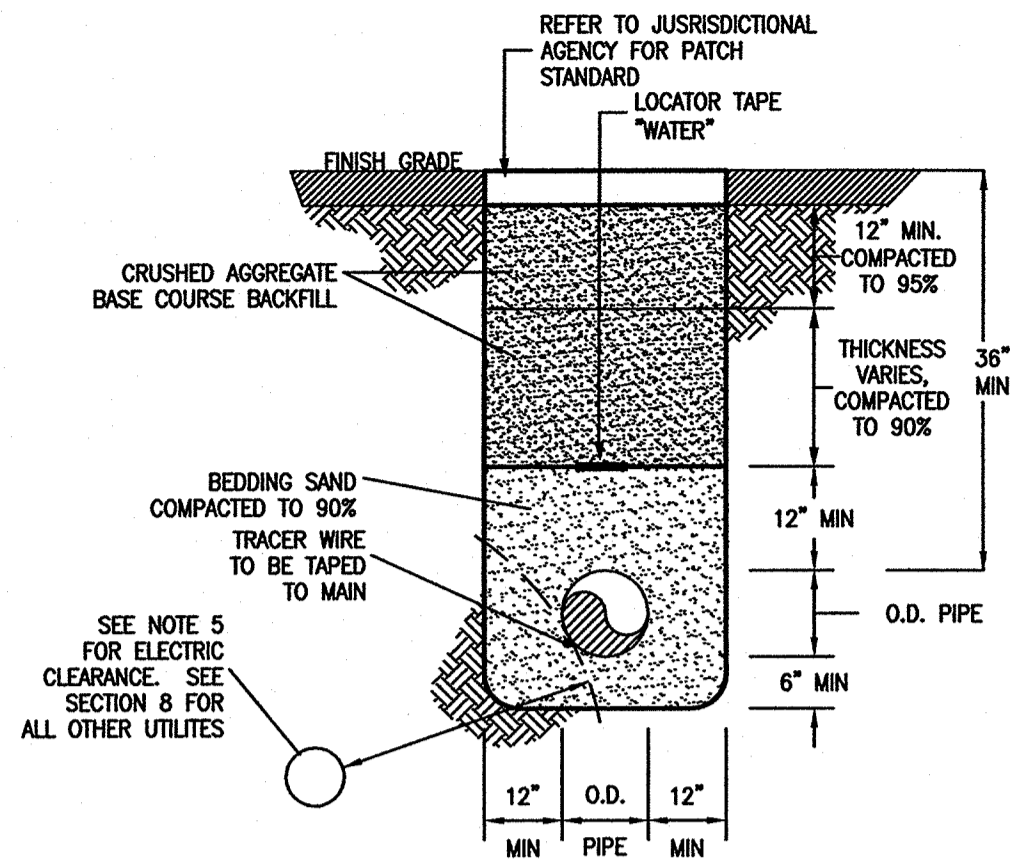 REFER TO JUSRISDICTIONAL
AGENCY FOR PATCH
STANDARD
LOCATOR TAPE
"WATER"
FINISH GRADE
12" MIN.
COMPACTED
TO 95%
CRUSHED AGGREGATE
BASE COURSE BACKFILL
THICKNESS
VARIES,
COMPACTED
TO 90%
36"
MIN
BEDDING SAND
COMPACTED TO 90%
12" MIN
TRACER WIRE
TO BE TAPED
TO MAIN
O.D. PIPE
SEE NOTE 5
FOR ELECTRIC
CLEARANCE. SEE
SECTION 8 FOR
ALL OTHER UTILITES
6" MIN
12"
MIN
O.D.
PIPE
12"
MIN